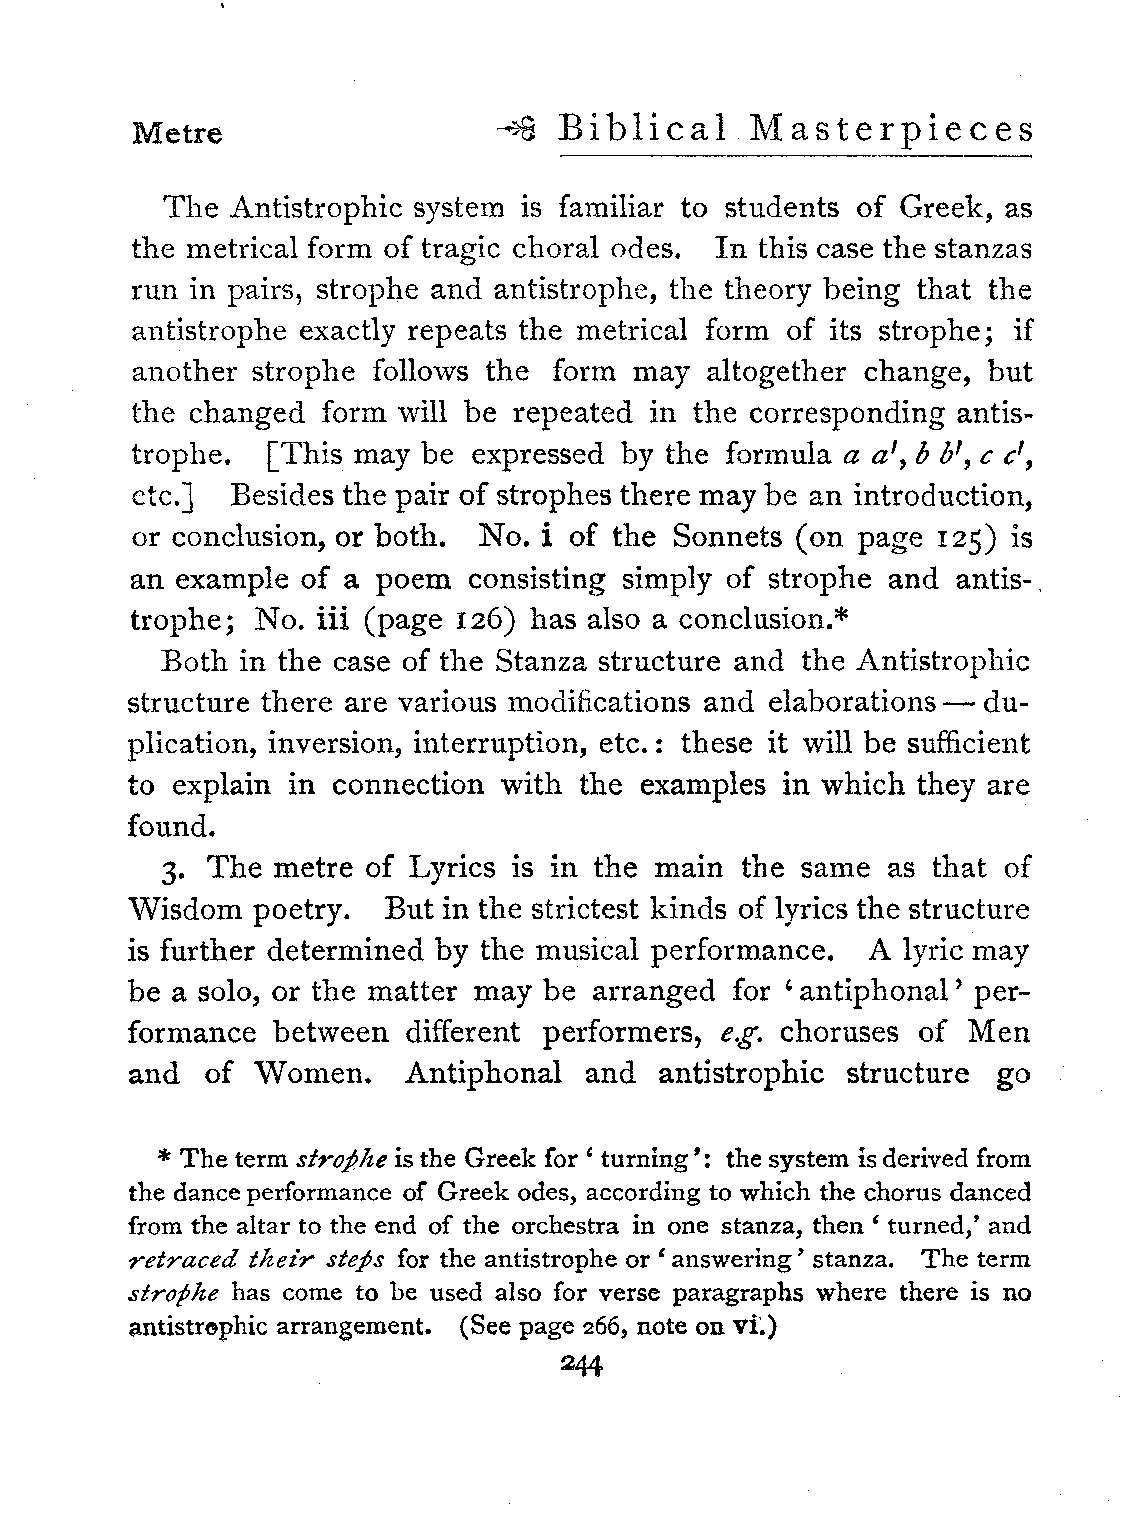 Metre Biblical Masterpieces
The Antistrophic system is familiar to students of Greek, as
the metrical form of tragic choral odes. In this case the stanzas
run in pairs, strophe and antistrophe, the theory being that the
antistrophe exactly repeats the metrical form of its strophe; if
another strophe follows the form may altogether change, but
the changed form will be repeated in the corresponding antis-
trophe. [This may be expressed by the formula a a', b b', c c',
etc.] Besides the pair of strophes there may be an introduction,
or conclusion, or both. No. i of the Sonnets (on page 125) is
an example of a poem consisting simply of strophe and antis-
trophe; No. iii (page 126) has also a conclusion.*
Both in the case of the Stanza structure and the Antistrophic
structure there are various modifications and elaborations — du-
plication, inversion, interruption, etc.: these it will be sufficient
to explain in connection with the examples in which they are
found.
3. The metre of Lyrics is in the main the same as that of
Wisdom poetry. But in the strictest kinds of lyrics the structure
is further determined by the musical performance. A lyric may
be a solo, or the matter may be arranged for ‘antiphonal’ per-
formance between different performers, e.g. choruses of Men
and of Women. Antiphonal and antistrophic structure go
* The term strophe is the Greek for ‘turning’: the system is derived from
the dance performance of Greek odes, according to which the chorus danced
from the altar to the end of the orchestra in one stanza, then ‘turned,’ and
retraced their steps for the antistrophe or ‘answering’ stanza. The term
strophe has come to be used also for verse paragraphs where there is no
antistrophic arrangement. (See page 266, note on vi.)
244